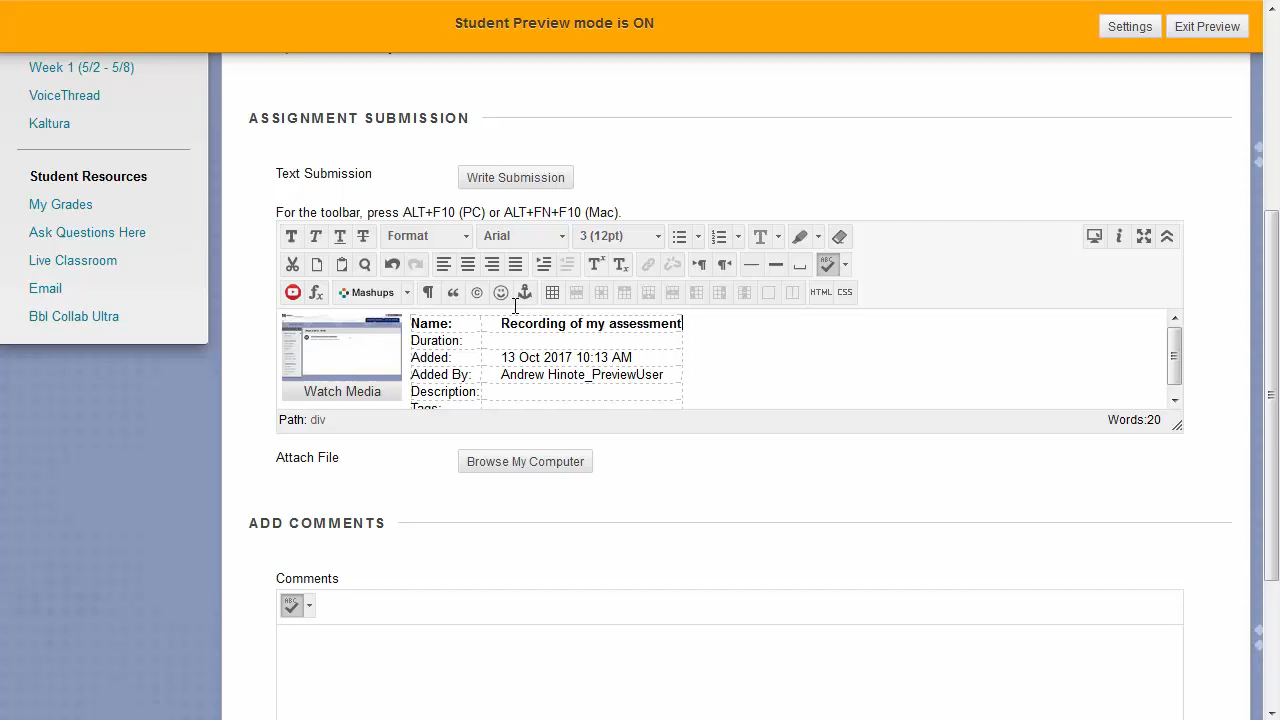 Student Preview mode is ON
Settings
Exit Preview
Week 1 (5/2 - 5/8)
VoiceThread
Kaltura
Student Resources
My Grades
Ask Questions Here
Live Classroom
Email
Bbl Collab Ultra
ASSIGNMENT SUBMISSION
Text Submission
Write Submission
For the toolbar, press ALT+F10 (PC) or ALT+FN+F10 (Mac).
Format
Arial
3 (12pt)
Mashups
HTML CSS
Name: Recording of my assessment
Duration:
Added: 13 Oct 2017 10:13 AM
Added By: Andrew Hinote_PreviewUser
Description:
Tags:
Watch Media
Path: div
Words:20
Attach File
Browse My Computer
ADD COMMENTS
Comments
ABC